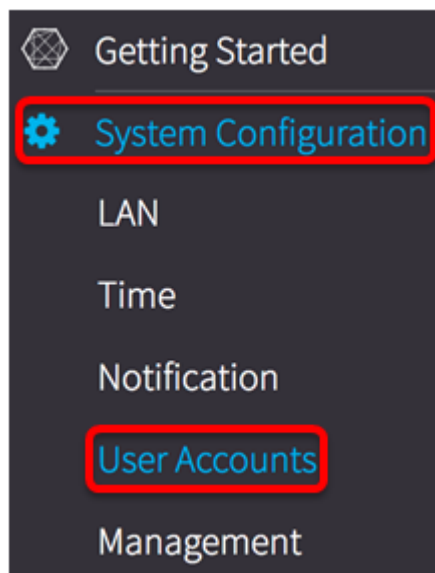 Getting Started
System Configuration
LAN
Time
Notification
User Accounts
Management